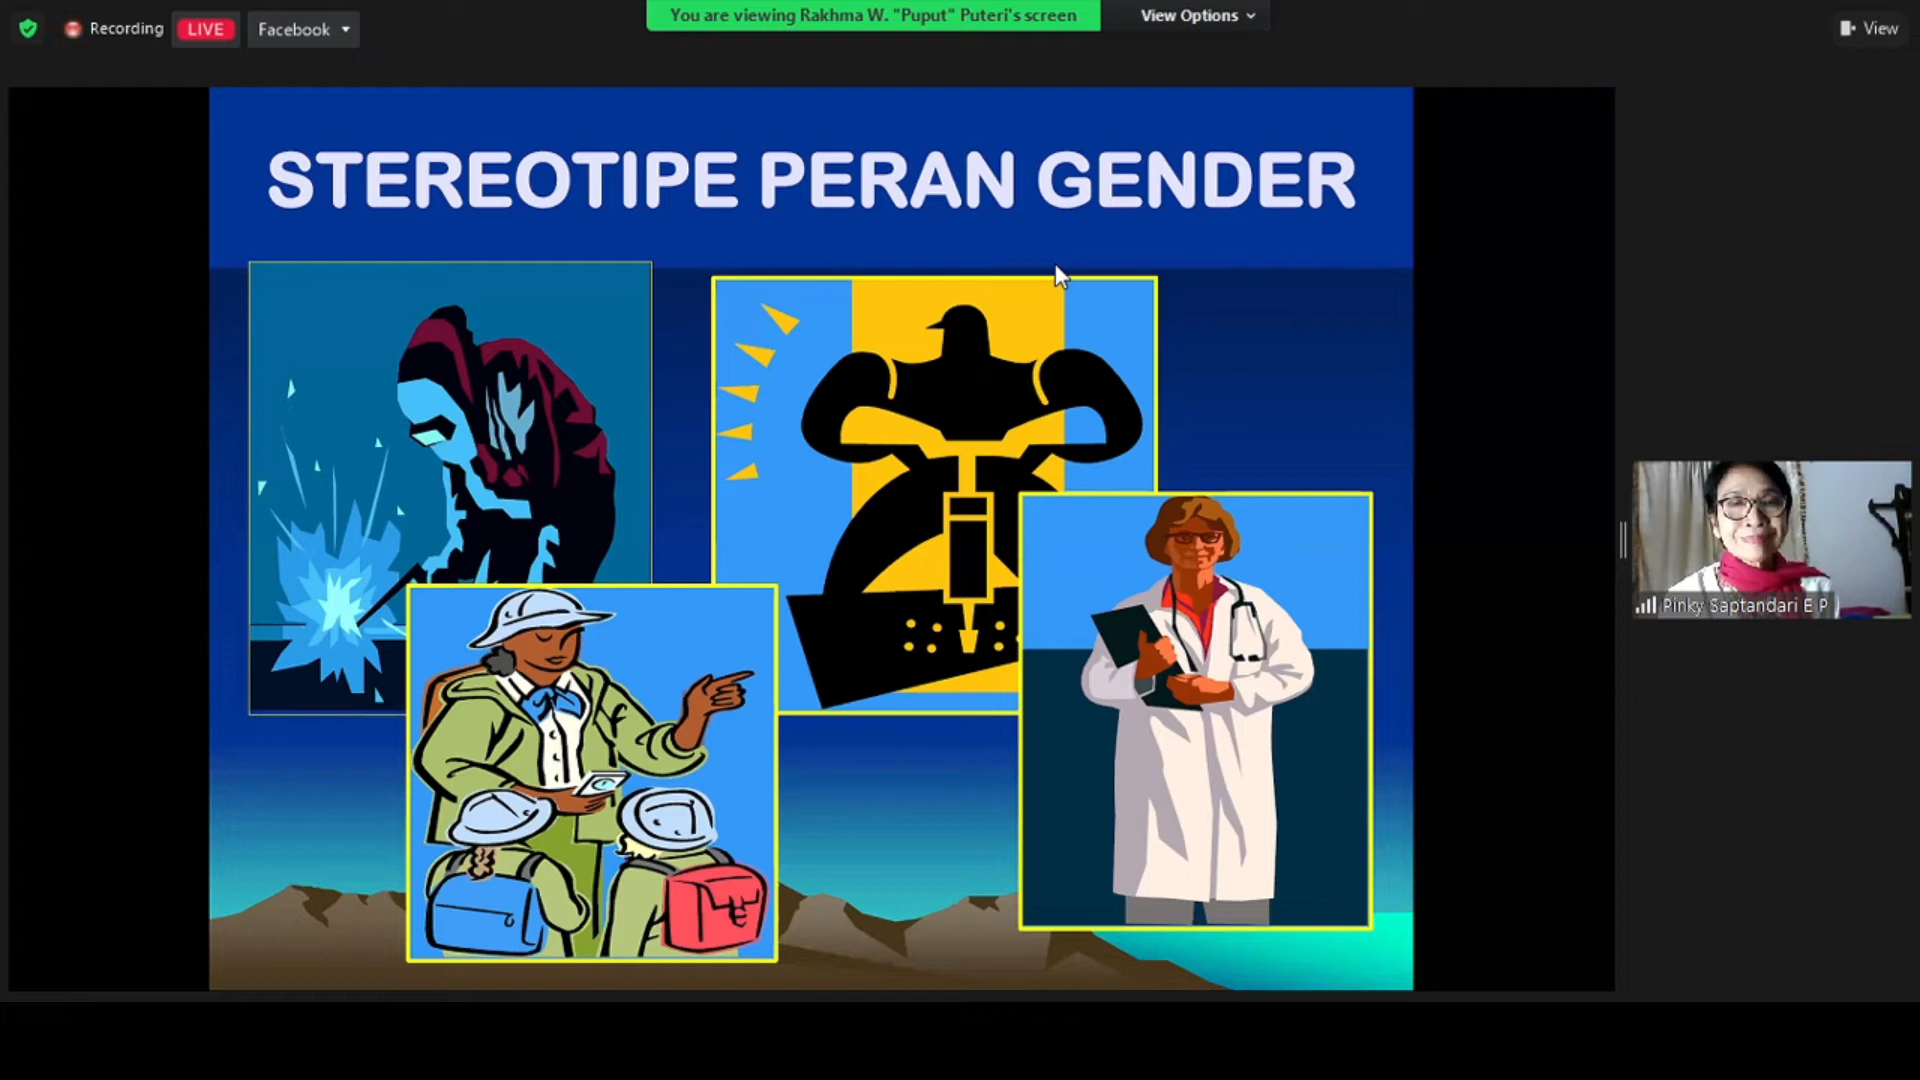 Recording
LIVE
Facebook
You are viewing Rakhma W. "Puput" Puteri's screen
View Options
View
STEREOTIPE PERAN GENDER
Pinky Saptandari E P